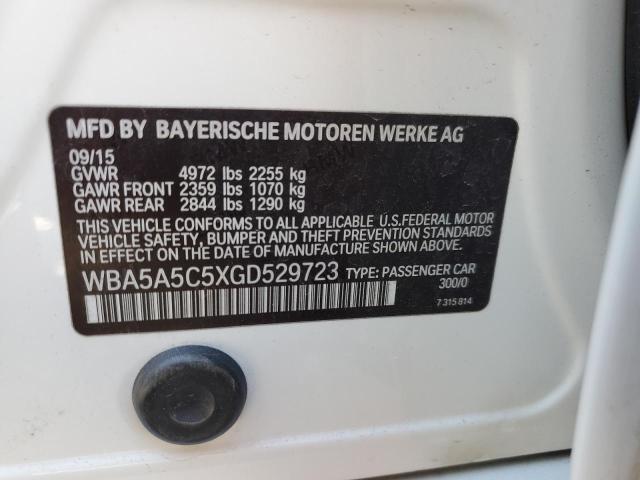 MFD BY BAYERISCHE MOTOREN WERKE AG
09/15
GVWR 4972 lbs 2255 kg
GAWR FRONT 2359 lbs 1070 kg
GAWR REAR 2844 lbs 1290 kg
THIS VEHICLE CONFORMS TO ALL APPLICABLE U.S.FEDERAL MOTOR
VEHICLE SAFETY, BUMPER AND THEFT PREVENTION STANDARDS
IN EFFECT ON THE DATE OF MANUFACTURE SHOWN ABOVE.
WBA5A5C5XGD529723 TYPE: PASSENGER CAR
300/0
7 315 814